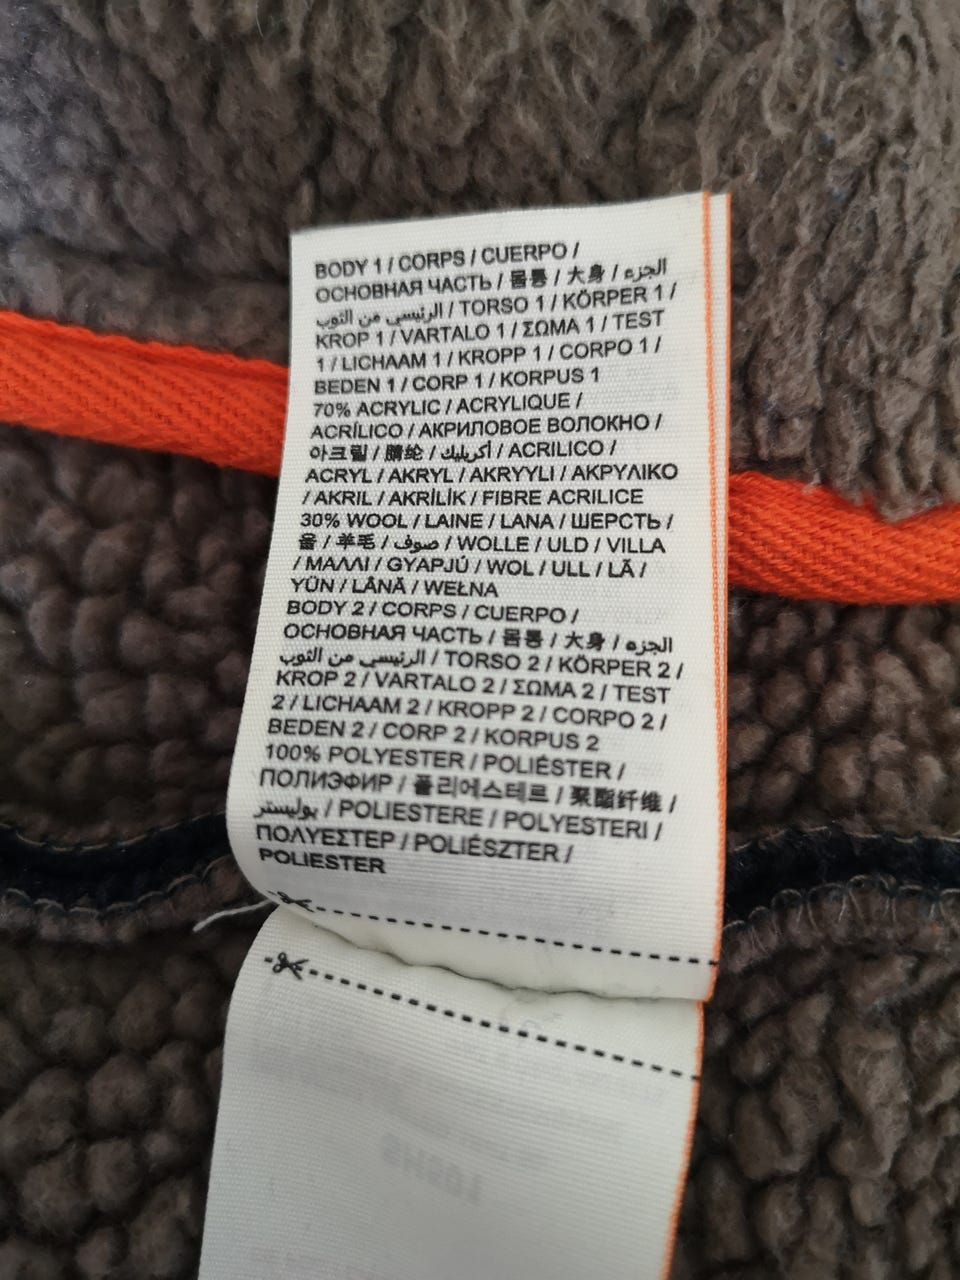 BODY 1 / CORPS / CUERPO /
ОСНОВНАЯ ЧАСТЬ / 몸통 / 大身 / الجزء
الرئيسي من الثوب / TORSO 1 / KÖRPER 1 /
KROP 1 / VARTALO 1 / ΣΩΜΑ 1 / TEST
1 / LICHAAM 1 / KROPP 1 / CORPO 1 /
BEDEN 1 / CORP 1 / KORPUS 1
70% ACRYLIC / ACRYLIQUE /
ACRÍLICO / АКРИЛОВОЕ ВОЛОКНО /
아크릴 / 腈纶 / أكريليك / ACRILICO /
ACRYL / AKRYL / AKRYYLI / ΑΚΡΥΛΙΚΟ
/ AKRIL / AKRİLİK / FIBRE ACRILICE
30% WOOL / LAINE / LANA / ШЕРСТЬ /
울 / 羊毛 / صوف / WOLLE / ULD / VILLA
/ ΜΑΛΛΙ / GYAPJÚ / WOL / ULL / LÃ /
YÜN / LÂNĂ / WEŁNA
BODY 2 / CORPS / CUERPO /
ОСНОВНАЯ ЧАСТЬ / 몸통 / 大身 / الجزء
الرئيسي من الثوب / TORSO 2 / KÖRPER 2 /
KROP 2 / VARTALO 2 / ΣΩΜΑ 2 / TEST
2 / LICHAAM 2 / KROPP 2 / CORPO 2 /
BEDEN 2 / CORP 2 / KORPUS 2
100% POLYESTER / POLIÉSTER /
ПОЛИЭФИР / 폴리에스테르 / 聚酯纤维 /
بوليستر / POLIESTERE / POLYESTERI /
ΠΟΛΥΕΣΤΕΡ / POLIÉSZTER /
POLIESTER